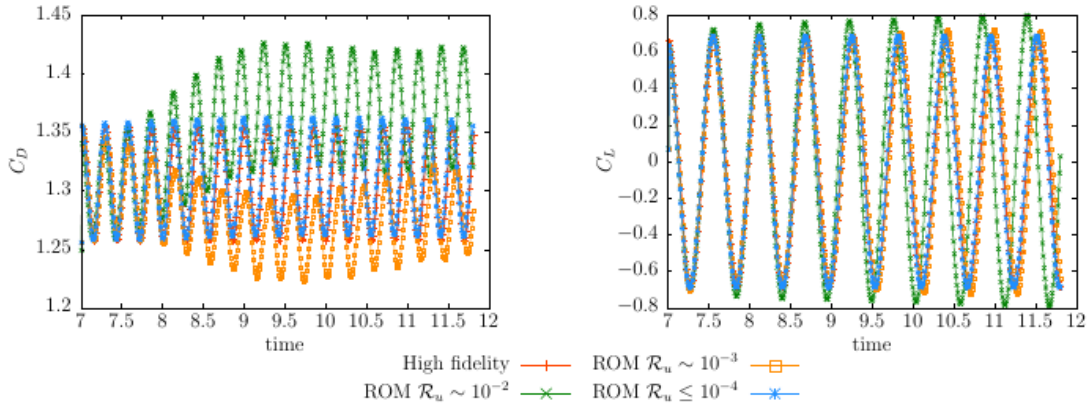 1.45
1.4
1.35
1.3
1.25
1.2
C_D
7 7.5 8 8.5 9 9.5 10 10.5 11 11.5 12
time
0.8
0.6
0.4
0.2
0
−0.2
−0.4
−0.6
−0.8
C_L
7 7.5 8 8.5 9 9.5 10 10.5 11 11.5 12
time
High fidelity
ROM ℛ_u ∼ 10⁻²
ROM ℛ_u ∼ 10⁻³
ROM ℛ_u ≤ 10⁻⁴